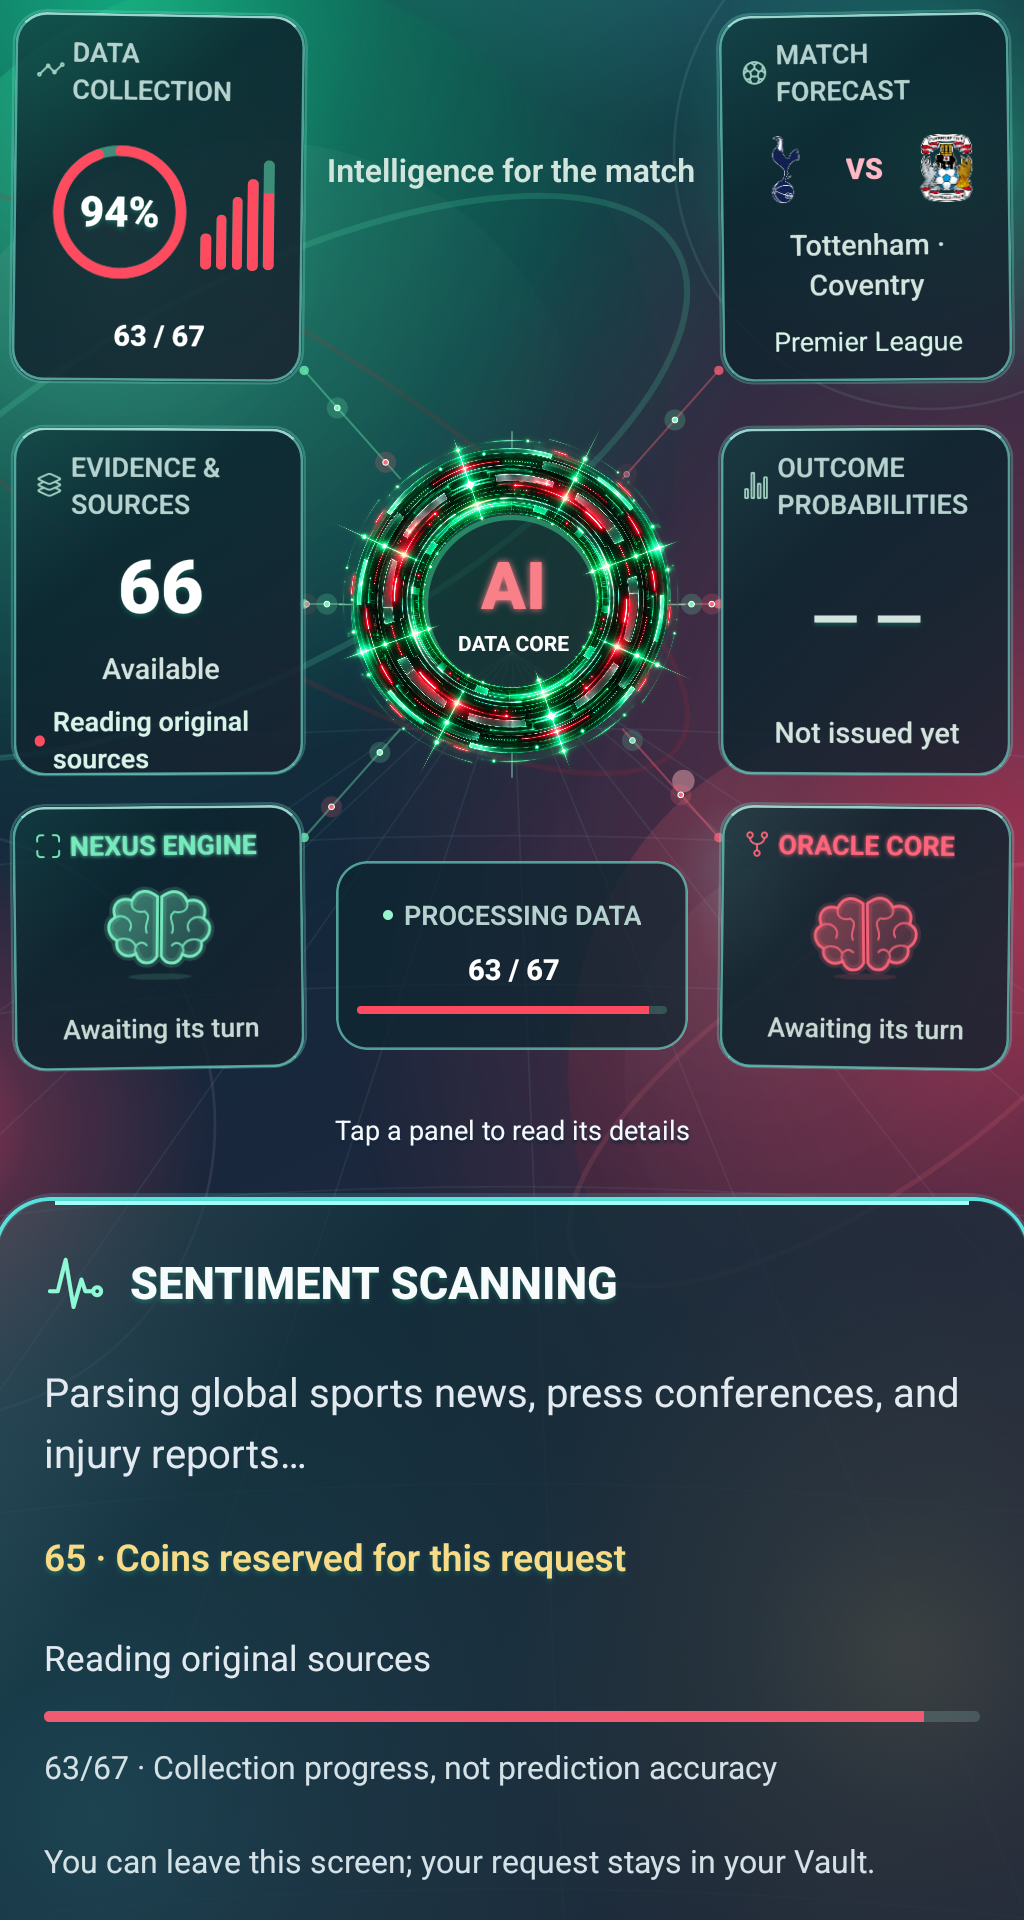 DATA
COLLECTION
94%
63 / 67
Intelligence for the match
MATCH
FORECAST
VS
Tottenham ·
Coventry
Premier League
EVIDENCE &
SOURCES
66
Available
Reading original
sources
AI
DATA CORE
OUTCOME
PROBABILITIES
— —
Not issued yet
NEXUS ENGINE
Awaiting its turn
PROCESSING DATA
63 / 67
ORACLE CORE
Awaiting its turn
Tap a panel to read its details
SENTIMENT SCANNING
Parsing global sports news, press conferences, and
injury reports…
65 · Coins reserved for this request
Reading original sources
63/67 · Collection progress, not prediction accuracy
You can leave this screen; your request stays in your Vault.